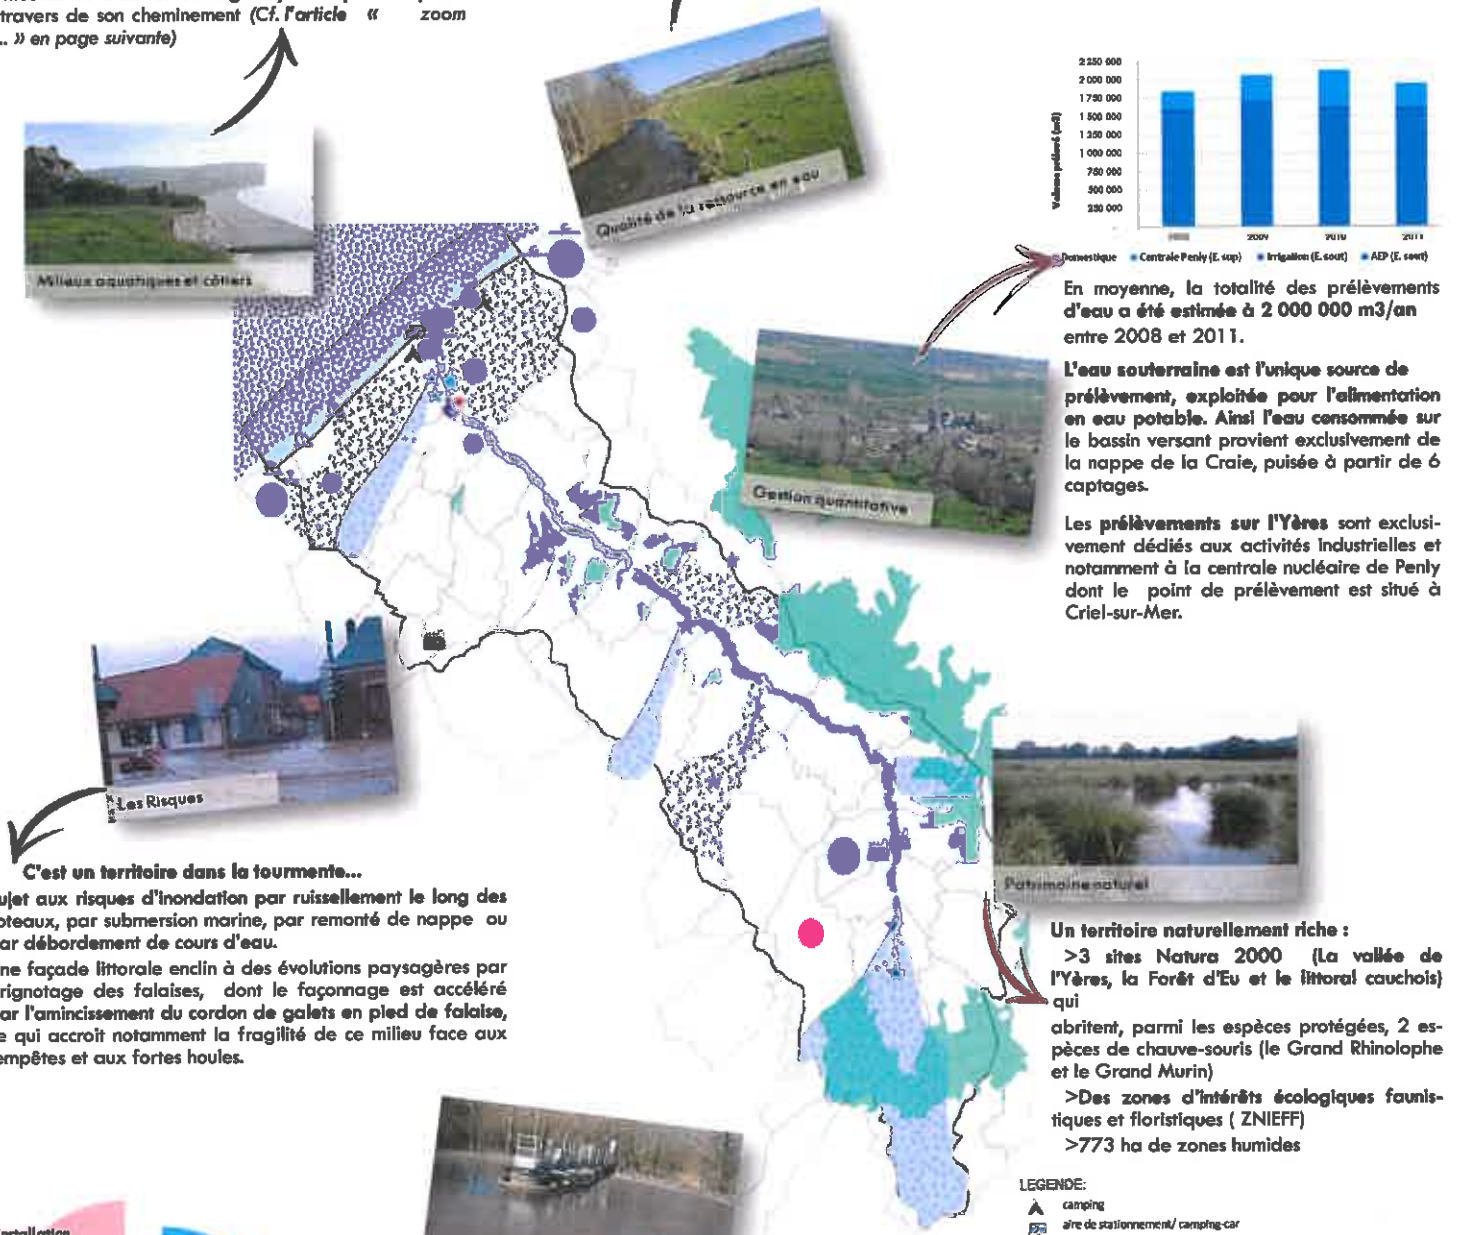 travers de son cheminement (Cf. l'article « zoom
... » en page suivante)
Milieux aquatiques et côtiers
Qualité de la ressource en eau
2 250 000
2 000 000
1 750 000
1 500 000
1 250 000
1 000 000
750 000
500 000
250 000
-
Volume prélevé (m3)
2008 2009 2010 2011
Domestique Centrale Penly (E. sup) Irrigation (E. sout) AEP (E. sout)
En moyenne, la totalité des prélèvements
d'eau a été estimée à 2 000 000 m3/an
entre 2008 et 2011.
L'eau souterraine est l'unique source de
prélèvement, exploitée pour l'alimentation
en eau potable. Ainsi l'eau consommée sur
le bassin versant provient exclusivement de
la nappe de la Craie, puisée à partir de 6
captages.
Les prélèvements sur l'Yères sont exclusi-
vement dédiés aux activités industrielles et
notamment à la centrale nucléaire de Penly
dont le point de prélèvement est situé à
Criel-sur-Mer.
Gestion quantitative
Les Risques
C'est un territoire dans la tourmente...
ujet aux risques d'inondation par ruissellement le long des
oteaux, par submersion marine, par remonté de nappe ou
ar débordement de cours d'eau.
ne façade littorale enclin à des évolutions paysagères par
rignotage des falaises, dont le façonnage est accéléré
ar l'amincissement du cordon de galets en pied de falaise,
e qui accroit notamment la fragilité de ce milieu face aux
empêtes et aux fortes houles.
Patrimoine naturel
Un territoire naturellement riche :
>3 sites Natura 2000 (La vallée de
l'Yères, la Forêt d'Eu et le littoral cauchois)
qui
abritent, parmi les espèces protégées, 2 es-
pèces de chauve-souris (le Grand Rhinolophe
et le Grand Murin)
>Des zones d'intérêts écologiques faunis-
tiques et floristiques ( ZNIEFF)
>773 ha de zones humides
LEGENDE:
camping
aire de stationnement/ camping-car